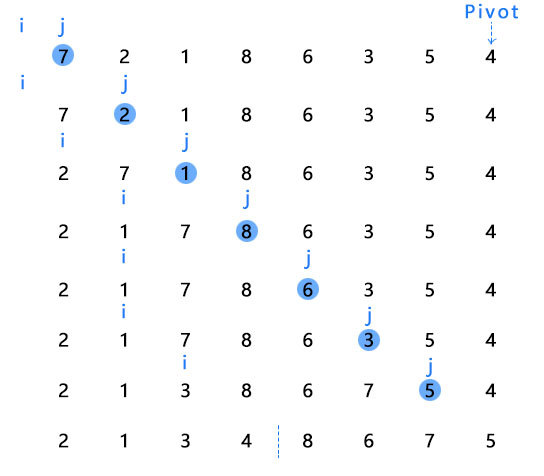 Pivot
i j
7 2 1 8 6 3 5 4
i j
7 2 1 8 6 3 5 4
i j
2 7 1 8 6 3 5 4
i j
2 1 7 8 6 3 5 4
i j
2 1 7 8 6 3 5 4
i j
2 1 7 8 6 3 5 4
i j
2 1 3 8 6 7 5 4
2 1 3 4 8 6 7 5